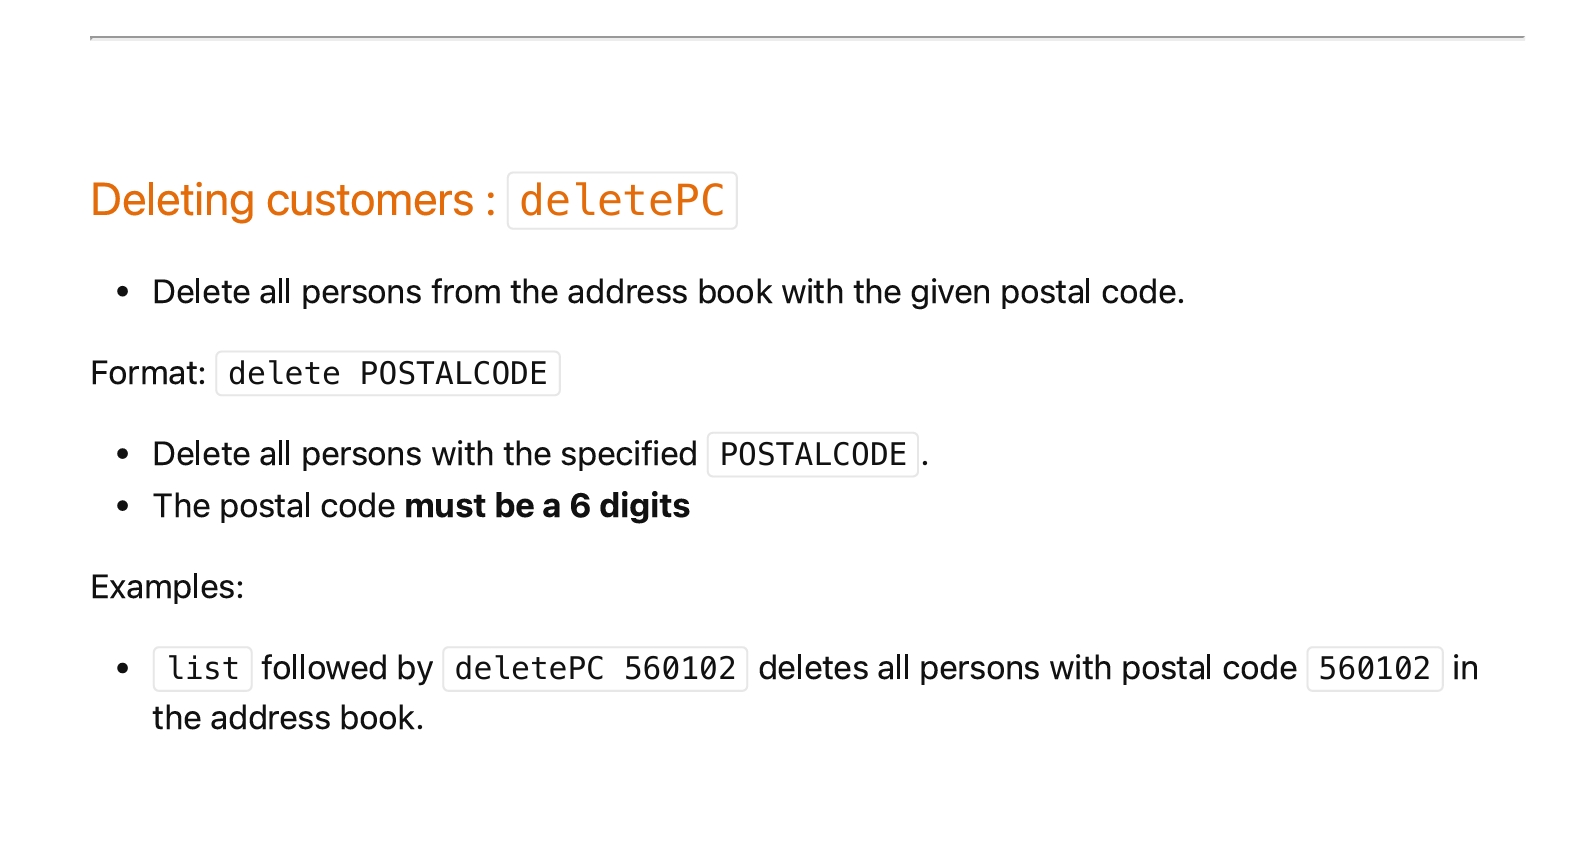 Deleting customers : deletePC
• Delete all persons from the address book with the given postal code.
Format: delete POSTALCODE
• Delete all persons with the specified POSTALCODE .
• The postal code must be a 6 digits
Examples:
• list followed by deletePC 560102 deletes all persons with postal code 560102 in
the address book.